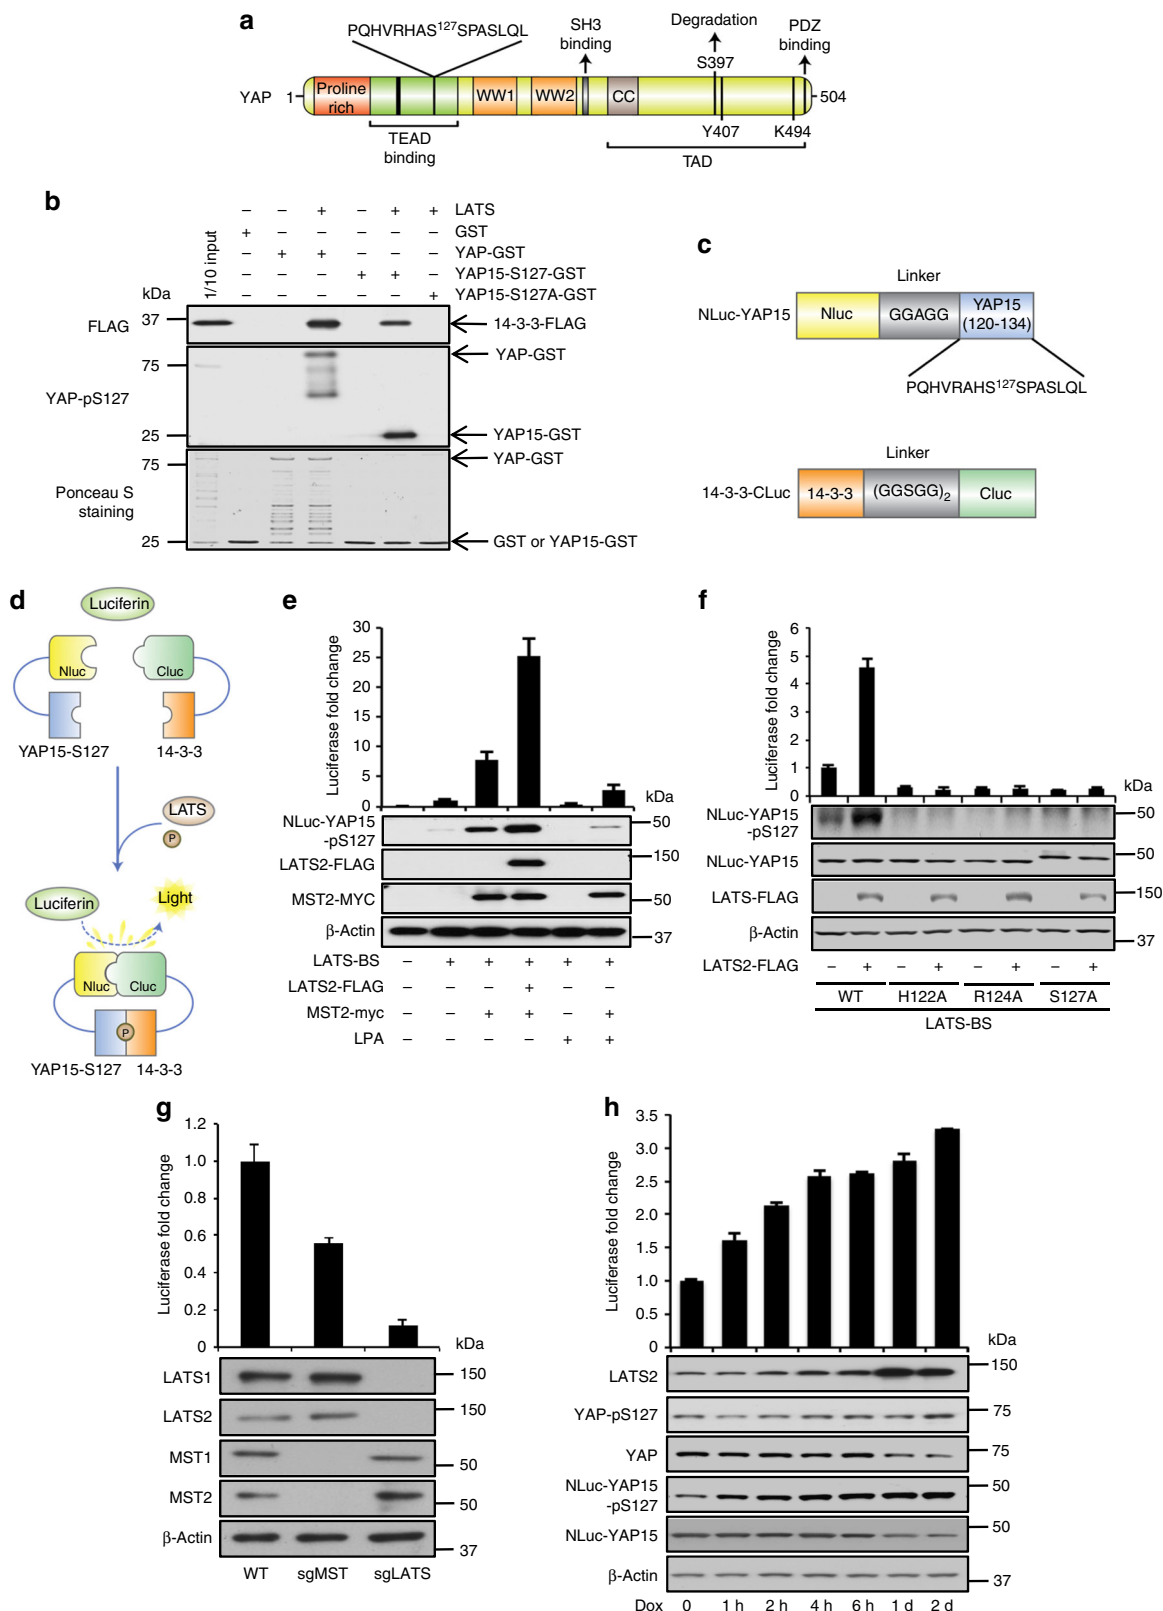 a
PQHVRHAS127SPASLQL
SH3 binding
Degradation
S397
PDZ binding
YAP 1 Proline rich WW1 WW2 CC 504
TEAD binding
Y407 K494
TAD
b
1/10 input
– – + – + + LATS
+ – – – – – GST
– + + – – – YAP-GST
– – – + + – YAP15-S127-GST
– – – – – + YAP15-S127A-GST
kDa
FLAG 37 14-3-3-FLAG
YAP-GST
75
YAP-pS127
25 YAP15-GST
75 YAP-GST
Ponceau S staining
25 GST or YAP15-GST
c
Linker
NLuc-YAP15 Nluc GGAGG YAP15 (120-134)
PQHVRAHS127SPASLQL
Linker
14-3-3-CLuc 14-3-3 (GGSGG)2 Cluc
d
Luciferin
Nluc Cluc
YAP15-S127 14-3-3
LATS
P
Luciferin Light
Nluc Cluc
P
YAP15-S127 14-3-3
e
Luciferase fold change
30
25
20
15
10
5
0
kDa
NLuc-YAP15 -pS127 50
LATS2-FLAG 150
MST2-MYC 50
β-Actin 37
LATS-BS – + + + + +
LATS2-FLAG – – – + – –
MST2-myc – – + + – +
LPA – – – – + +
f
Luciferase fold change
6
5
4
3
2
1
0
kDa
NLuc-YAP15 -pS127 50
NLuc-YAP15 50
LATS-FLAG 150
β-Actin 37
LATS2-FLAG – + – + – + – +
WT H122A R124A S127A
LATS-BS
g
Luciferase fold change
1.2
1.0
0.8
0.6
0.4
0.2
0
kDa
LATS1 150
LATS2 150
MST1 50
MST2 50
β-Actin 37
WT sgMST sgLATS
h
Luciferase fold change
3.5
3.0
2.5
2.0
1.5
1.0
0.5
0
kDa
LATS2 150
YAP-pS127 75
YAP 75
NLuc-YAP15 -pS127 50
NLuc-YAP15 50
β-Actin 37
Dox 0 1 h 2 h 4 h 6 h 1 d 2 d